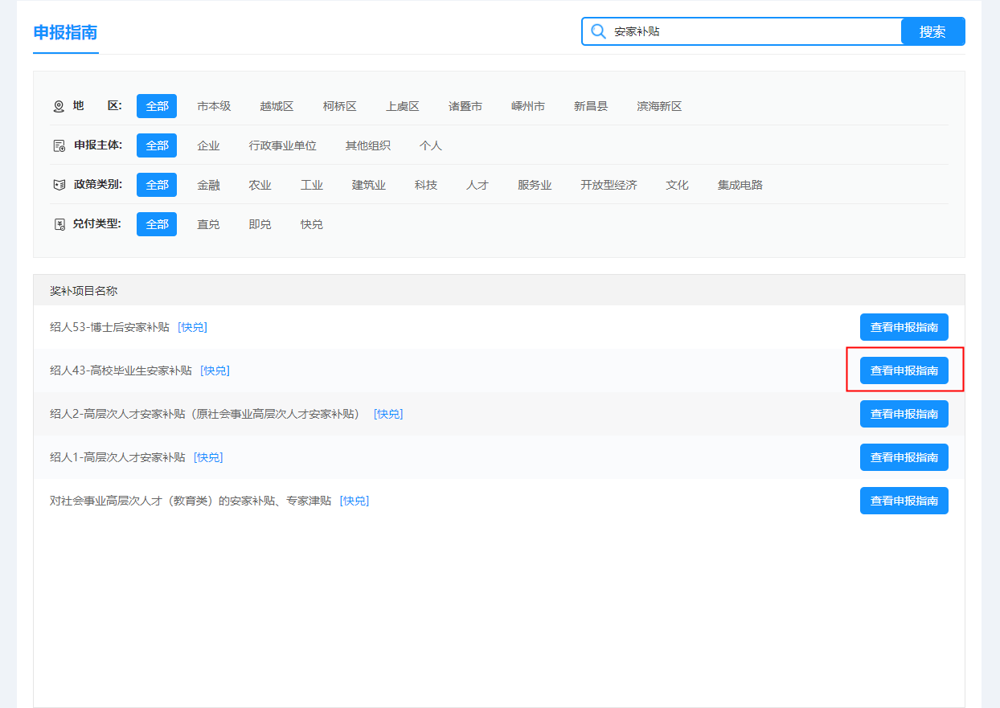 申报指南
安家补贴 搜索
地 区: 全部 市本级 越城区 柯桥区 上虞区 诸暨市 嵊州市 新昌县 滨海新区
申报主体: 全部 企业 行政事业单位 其他组织 个人
政策类别: 全部 金融 农业 工业 建筑业 科技 人才 服务业 开放型经济 文化 集成电路
兑付类型: 全部 直兑 即兑 快兑
奖补项目名称
绍人53-博士后安家补贴 [快兑] 查看申报指南
绍人43-高校毕业生安家补贴 [快兑] 查看申报指南
绍人2-高层次人才安家补贴（原社会事业高层次人才安家补贴） [快兑] 查看申报指南
绍人1-高层次人才安家补贴 [快兑] 查看申报指南
对社会事业高层次人才（教育类）的安家补贴、专家津贴 [快兑] 查看申报指南